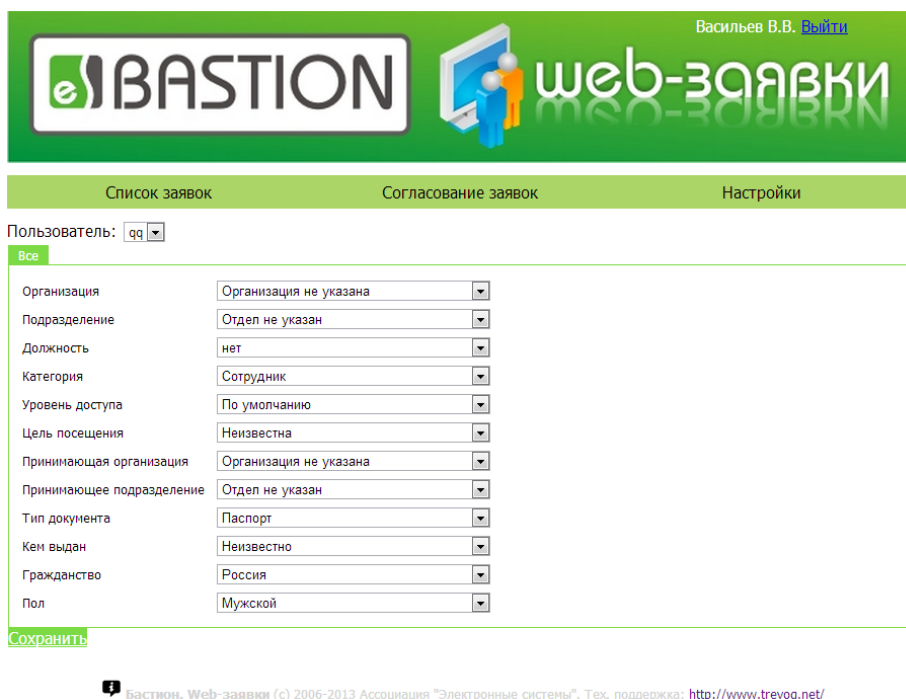 Васильев В.В. Выйти
eS BASTION web-заявки
Список заявок Согласование заявок Настройки
Пользователь: qq
Все
Организация Организация не указана
Подразделение Отдел не указан
Должность нет
Категория Сотрудник
Уровень доступа По умолчанию
Цель посещения Неизвестна
Принимающая организация Организация не указана
Принимающее подразделение Отдел не указан
Тип документа Паспорт
Кем выдан Неизвестно
Гражданство Россия
Пол Мужской
Сохранить
Бастион. Web-заявки (c) 2006-2013 Ассоциация "Электронные системы". Тех. поддержка: http://www.trevog.net/